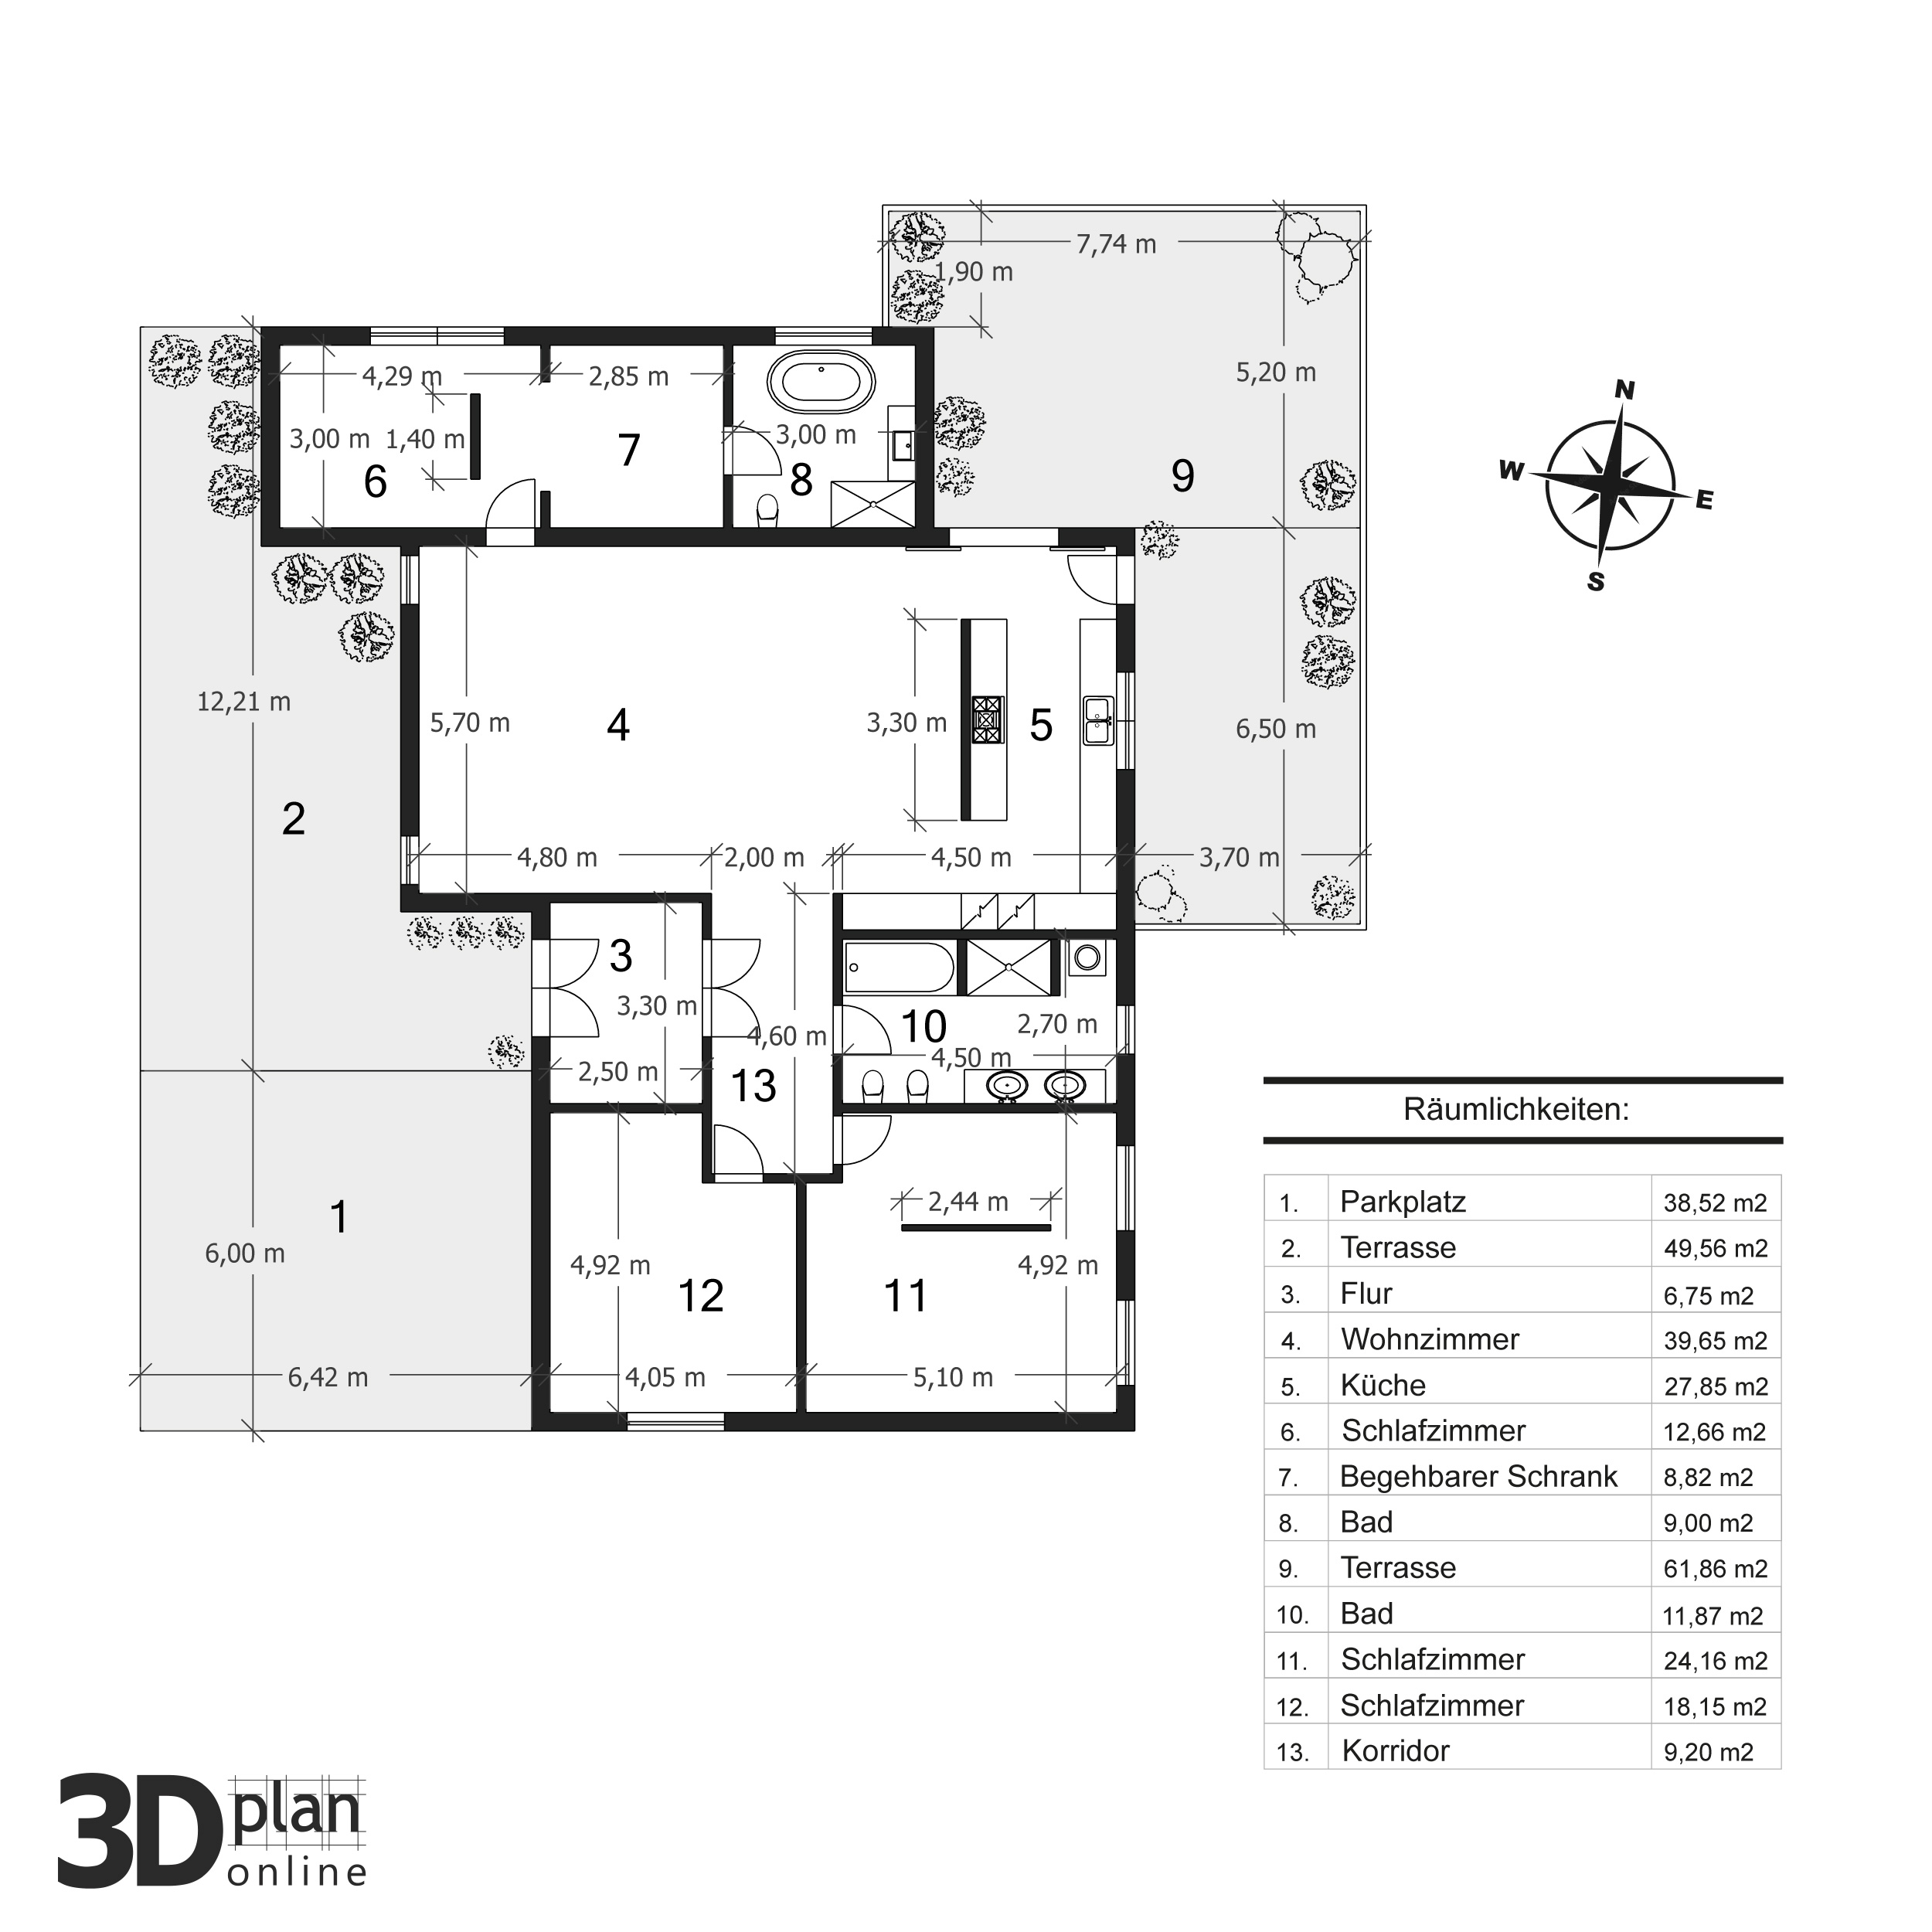 7,74 m
1,90 m
5,20 m
4,29 m
2,85 m
3,00 m
1,40 m
3,00 m
6
7
8
9
N
W
E
S
12,21 m
5,70 m
4
3,30 m
5
6,50 m
2
4,80 m
2,00 m
4,50 m
3,70 m
3
3,30 m
4,60 m
10
2,70 m
4,50 m
2,50 m
13
1
2,44 m
6,00 m
4,92 m
4,92 m
12
11
6,42 m
4,05 m
5,10 m
Räumlichkeiten:
1. Parkplatz 38,52 m2
2. Terrasse 49,56 m2
3. Flur 6,75 m2
4. Wohnzimmer 39,65 m2
5. Küche 27,85 m2
6. Schlafzimmer 12,66 m2
7. Begehbarer Schrank 8,82 m2
8. Bad 9,00 m2
9. Terrasse 61,86 m2
10. Bad 11,87 m2
11. Schlafzimmer 24,16 m2
12. Schlafzimmer 18,15 m2
13. Korridor 9,20 m2
3D plan
online